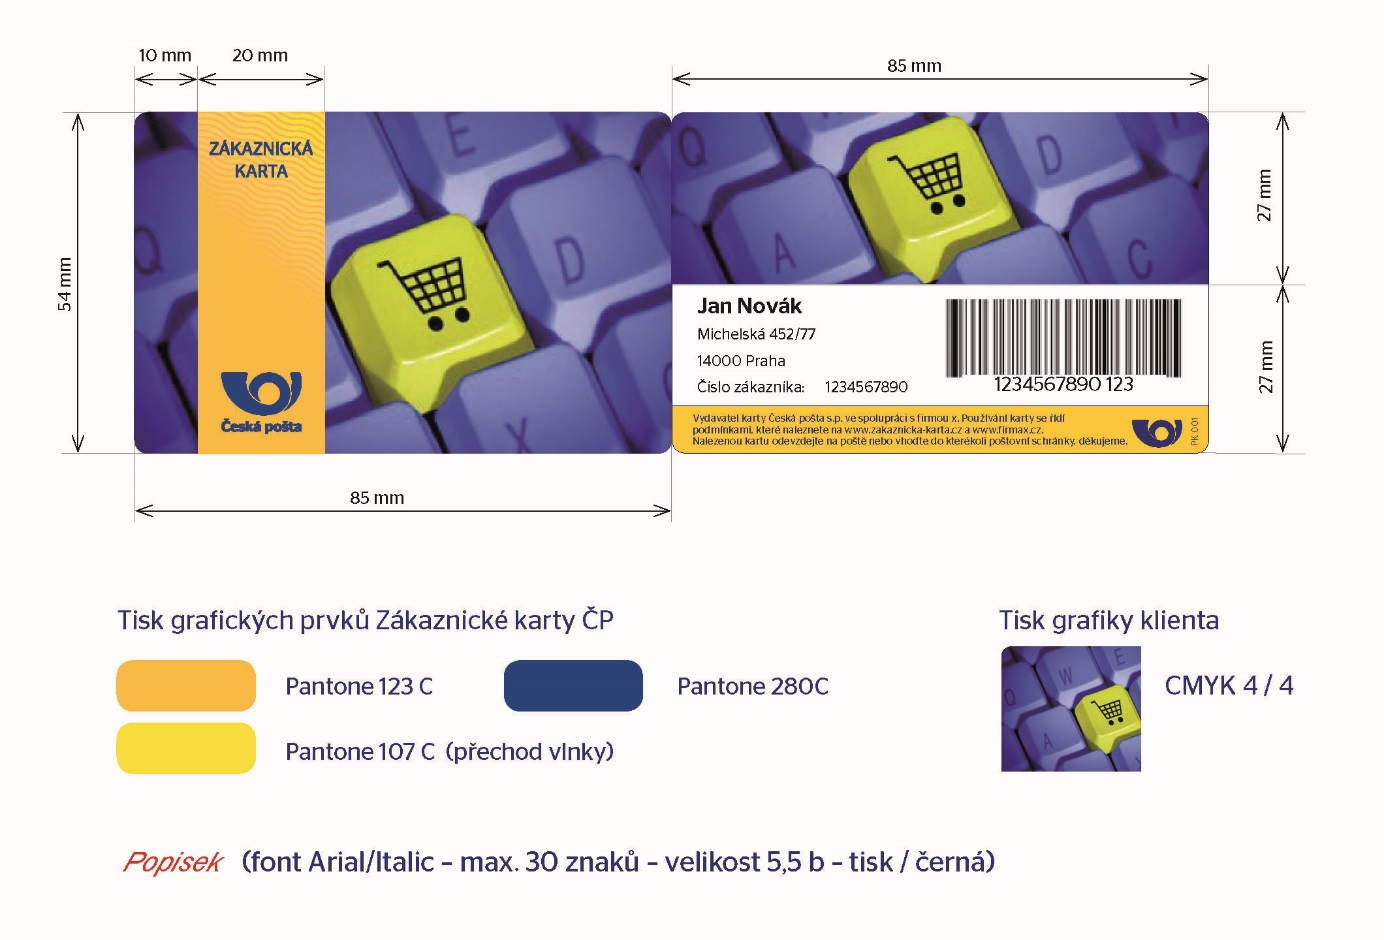 10 mm
20 mm
85 mm
54 mm
ZÁKAZNICKÁ
KARTA
Q
E
D
X
Česká pošta
85 mm
Q
A
D
C
27 mm
27 mm
Jan Novák
Michelská 452/77
14000 Praha
Číslo zákazníka: 1234567890
1234567890 123
Vydavatel karty Česká pošta s.p. ve spolupráci s firmou x. Používání karty se řídí
podmínkami, které naleznete na www.zakaznicka-karta.cz a www.firmax.cz.
Nalezenou kartu odevzdejte na poště nebo vhoďte do kterékoli poštovní schránky, děkujeme.
PK 001
Tisk grafických prvků Zákaznické karty ČP
Pantone 123 C
Pantone 280C
Pantone 107 C (přechod vlnky)
Tisk grafiky klienta
Q
W
E
A
CMYK 4 / 4
Popisek (font Arial/Italic – max. 30 znaků – velikost 5,5 b – tisk / černá)